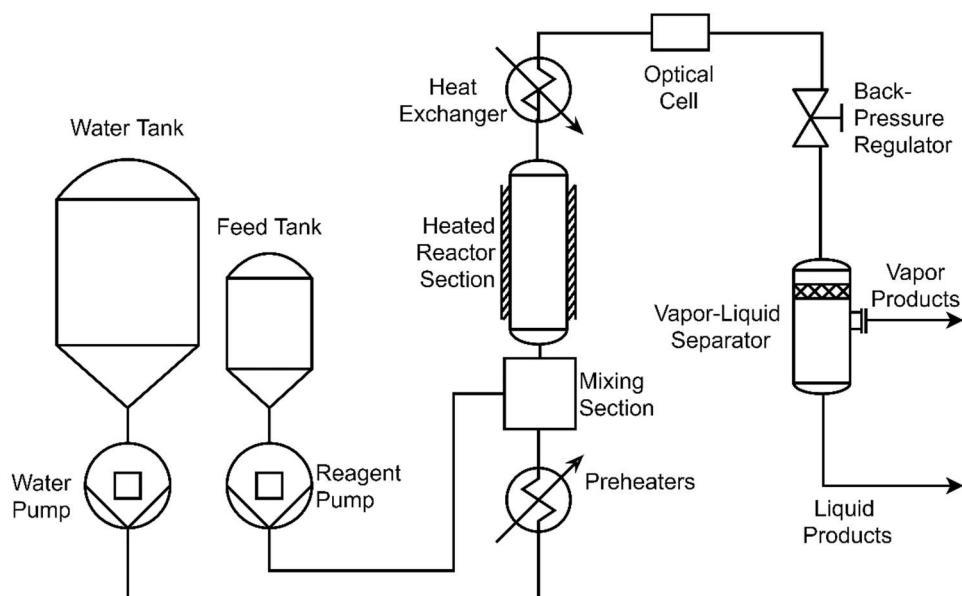 Water Tank
Feed Tank
Water
Pump
Reagent
Pump
Heat
Exchanger
Heated
Reactor
Section
Mixing
Section
Preheaters
Optical
Cell
Back-
Pressure
Regulator
Vapor-Liquid
Separator
Vapor
Products
Liquid
Products